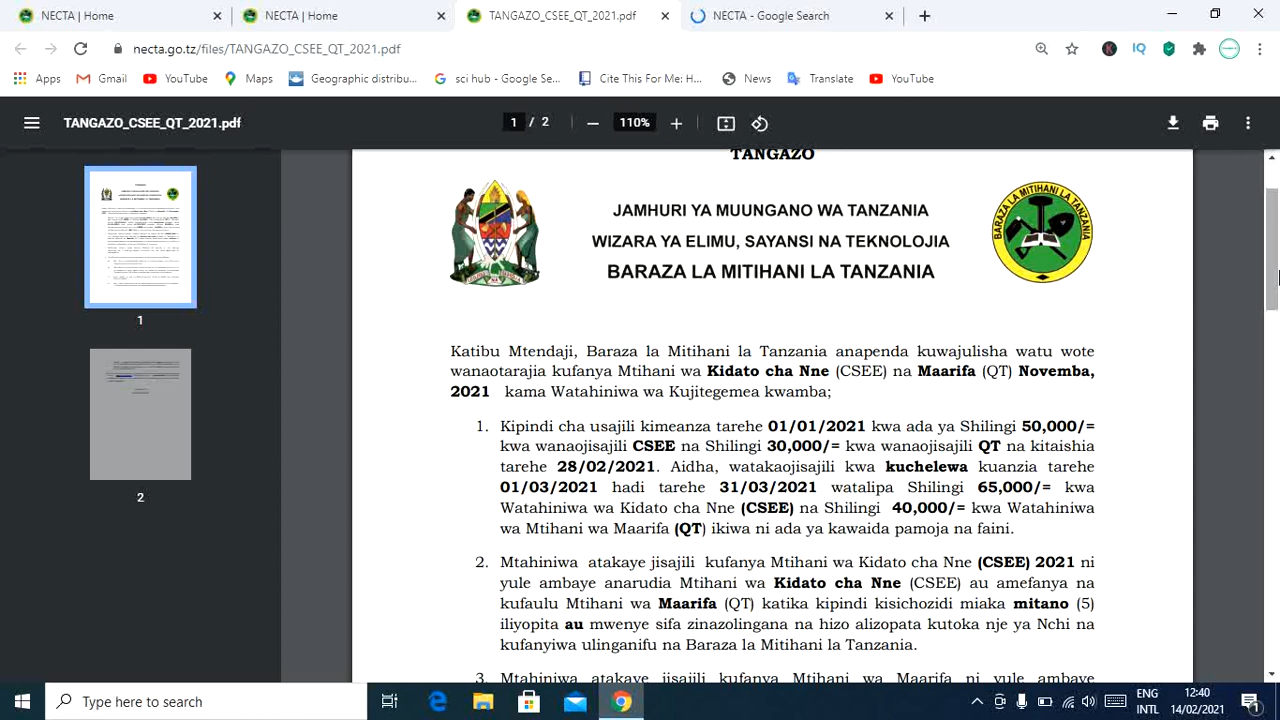 NECTA | Home
NECTA | Home
TANGAZO_CSEE_QT_2021.pdf
NECTA - Google Search
necta.go.tz/files/TANGAZO_CSEE_QT_2021.pdf
Apps
Gmail
YouTube
Maps
Geographic distribu...
sci hub - Google Se...
Cite This For Me: H...
News
Translate
YouTube
TANGAZO_CSEE_QT_2021.pdf
1 / 2
110%
1
2
TANGAZO
JAMHURI YA MUUNGANO WA TANZANIA
WIZARA YA ELIMU, SAYANSI NA TEKNOLOJIA
BARAZA LA MITIHANI LA TANZANIA
BARAZA LA MITIHANI LA TANZANIA
Katibu Mtendaji, Baraza la Mitihani la Tanzania anapenda kuwajulisha watu wote
wanaotarajia kufanya Mtihani wa Kidato cha Nne (CSEE) na Maarifa (QT) Novemba,
2021 kama Watahiniwa wa Kujitegemea kwamba;
1. Kipindi cha usajili kimeanza tarehe 01/01/2021 kwa ada ya Shilingi 50,000/=
kwa wanaojisajili CSEE na Shilingi 30,000/= kwa wanaojisajili QT na kitaishia
tarehe 28/02/2021. Aidha, watakaojisajili kwa kuchelewa kuanzia tarehe
01/03/2021 hadi tarehe 31/03/2021 watalipa Shilingi 65,000/= kwa
Watahiniwa wa Kidato cha Nne (CSEE) na Shilingi 40,000/= kwa Watahiniwa
wa Mtihani wa Maarifa (QT) ikiwa ni ada ya kawaida pamoja na faini.
2. Mtahiniwa atakaye jisajili kufanya Mtihani wa Kidato cha Nne (CSEE) 2021 ni
yule ambaye anarudia Mtihani wa Kidato cha Nne (CSEE) au amefanya na
kufaulu Mtihani wa Maarifa (QT) katika kipindi kisichozidi miaka mitano (5)
iliyopita au mwenye sifa zinazolingana na hizo alizopata kutoka nje ya Nchi na
kufanyiwa ulinganifu na Baraza la Mitihani la Tanzania.
3. Mtahiniwa atakaye jisajili kufanya Mtihani wa Maarifa ni yule ambaye
Type here to search
ENG
INTL
12:40
14/02/2021